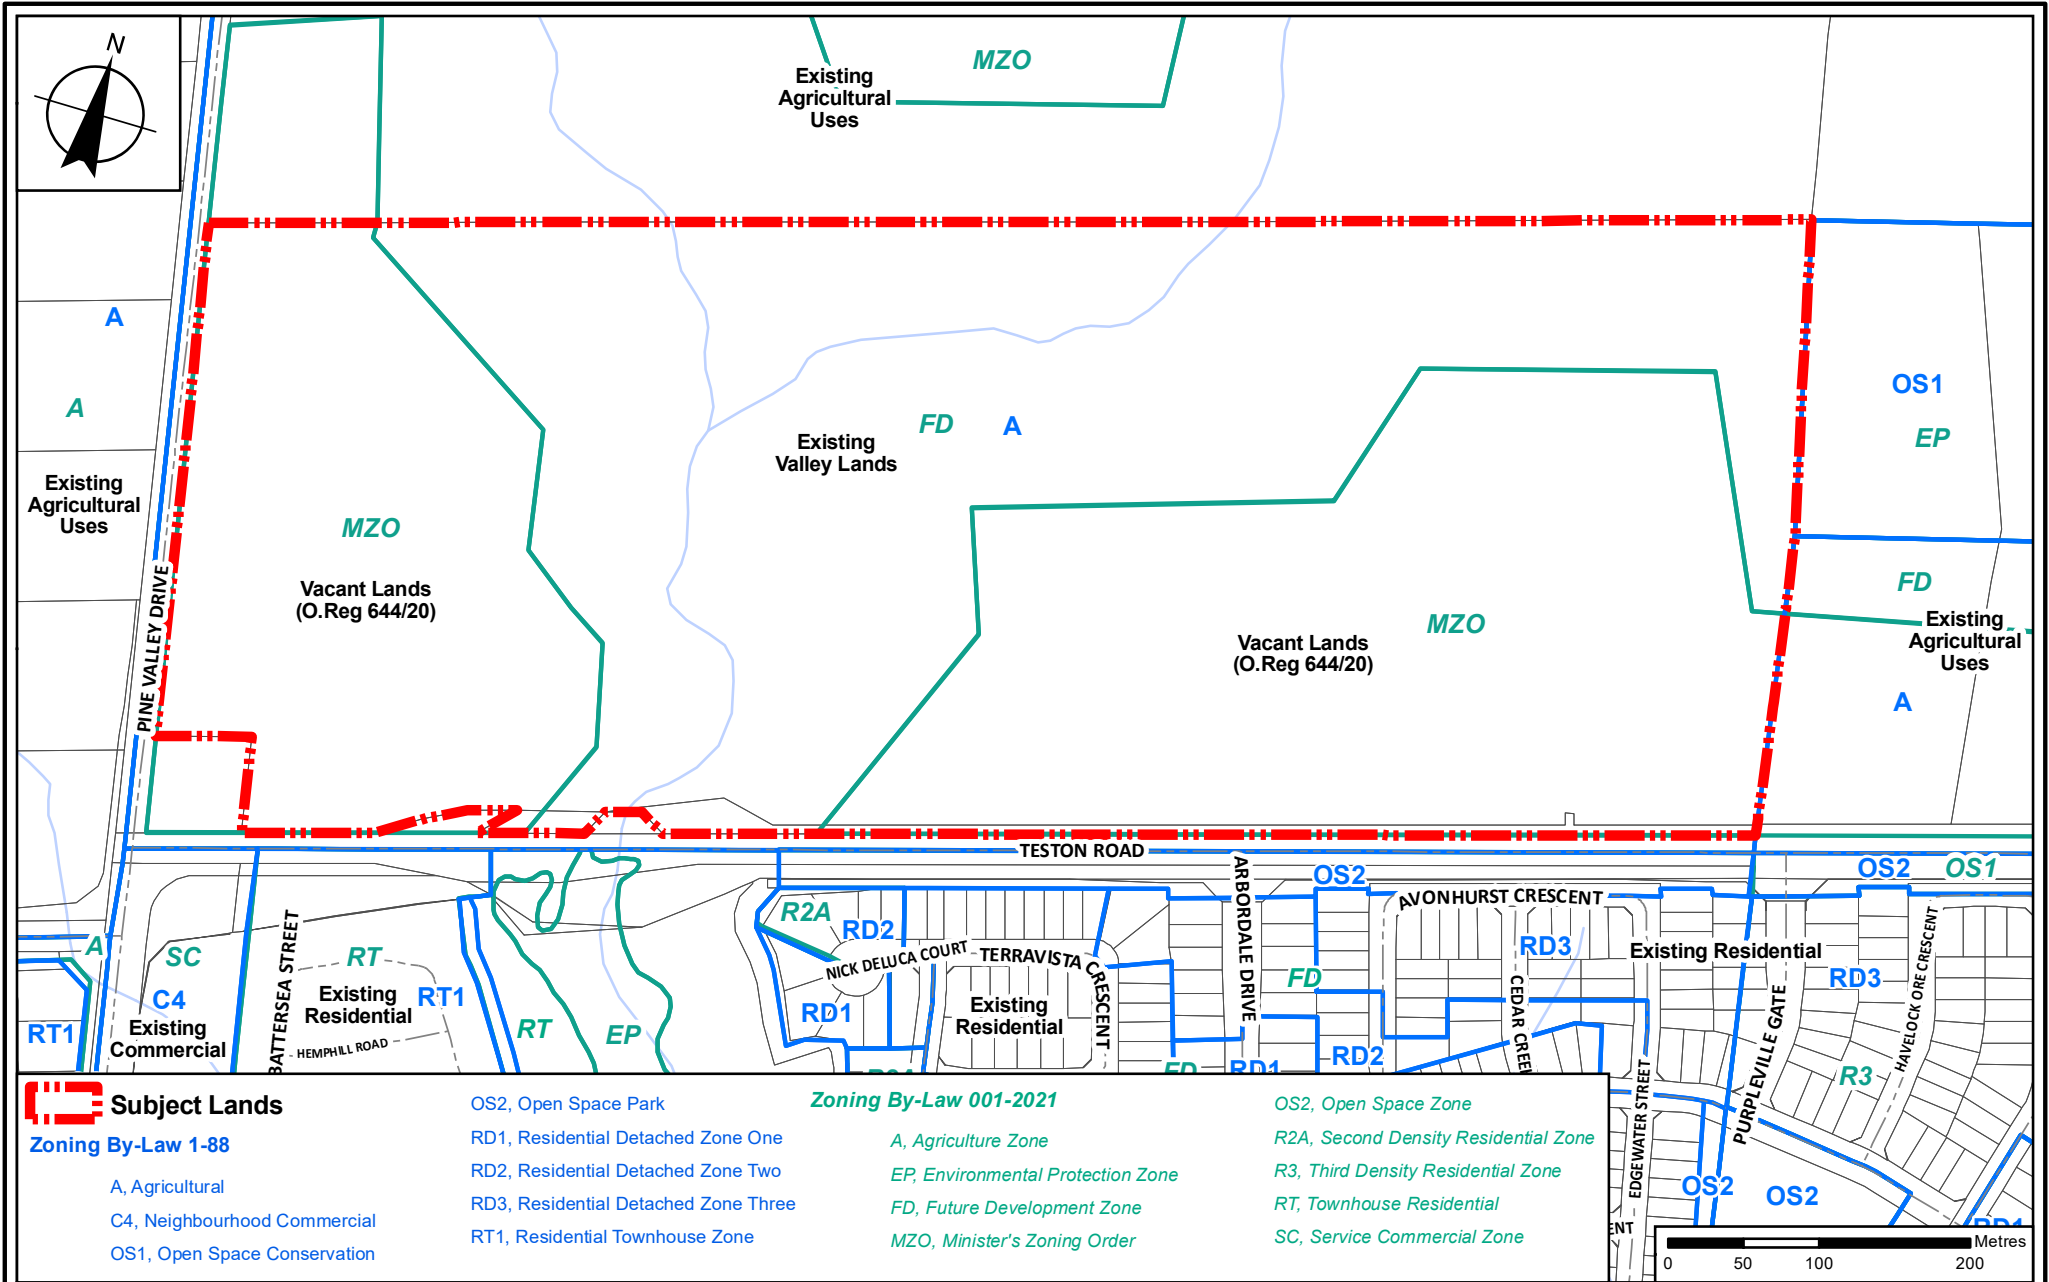 N
MZO
Existing
Agricultural
Uses
A
A
Existing
Agricultural
Uses
PINE VALLEY DRIVE
MZO
Vacant Lands
(O.Reg 644/20)
FD
A
Existing
Valley Lands
MZO
Vacant Lands
(O.Reg 644/20)
OS1
EP
FD
Existing
Agricultural
Uses
A
TESTON ROAD
OS2
OS2
OS1
A
SC
C4
Existing
Commercial
RT1
BATTERSEA STREET
RT
Existing
Residential
RT1
HEMPHILL ROAD
RT
EP
R2A
RD2
NICK DELUCA COURT
TERRAVISTA CRESCENT
RD1
Existing
Residential
R2A
ARBORDALE DRIVE
FD
FD
RD1
RD2
AVONHURST CRESCENT
RD3
CEDAR CREEK
Existing Residential
RD3
PURPLEVILLE GATE
HAVELOCK ORE CRESCENT
R3
EDGEWATER STREET
OS2
OS2
RD1
ENT
Subject Lands
Zoning By-Law 1-88
A, Agricultural
C4, Neighbourhood Commercial
OS1, Open Space Conservation
OS2, Open Space Park
RD1, Residential Detached Zone One
RD2, Residential Detached Zone Two
RD3, Residential Detached Zone Three
RT1, Residential Townhouse Zone
Zoning By-Law 001-2021
A, Agriculture Zone
EP, Environmental Protection Zone
FD, Future Development Zone
MZO, Minister's Zoning Order
OS2, Open Space Zone
R2A, Second Density Residential Zone
R3, Third Density Residential Zone
RT, Townhouse Residential
SC, Service Commercial Zone
Metres
0 50 100 200